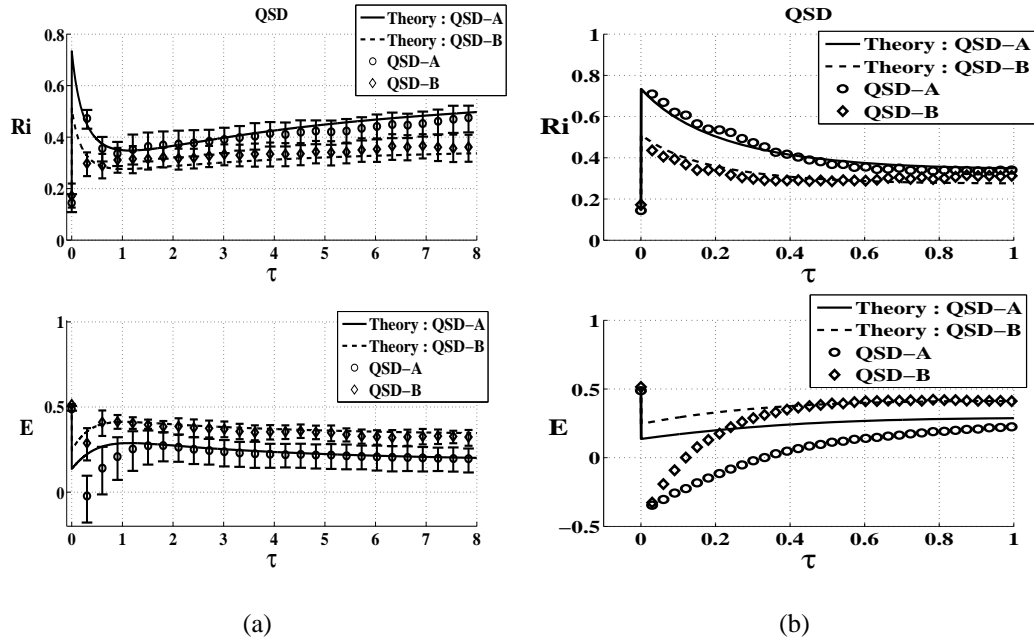 QSD
Theory : QSD−A
Theory : QSD−B
QSD−A
QSD−B
Ri
0.8
0.6
0.4
0.2
0
0 1 2 3 4 5 6 7 8
τ
Theory : QSD−A
Theory : QSD−B
QSD−A
QSD−B
E
1
0.5
0
0 1 2 3 4 5 6 7 8
τ
(a)
QSD
Theory : QSD−A
Theory : QSD−B
QSD−A
QSD−B
Ri
1
0.8
0.6
0.4
0.2
0
0 0.2 0.4 0.6 0.8 1
τ
Theory : QSD−A
Theory : QSD−B
QSD−A
QSD−B
E
1
0.5
0
−0.5
0 0.2 0.4 0.6 0.8 1
τ
(b)